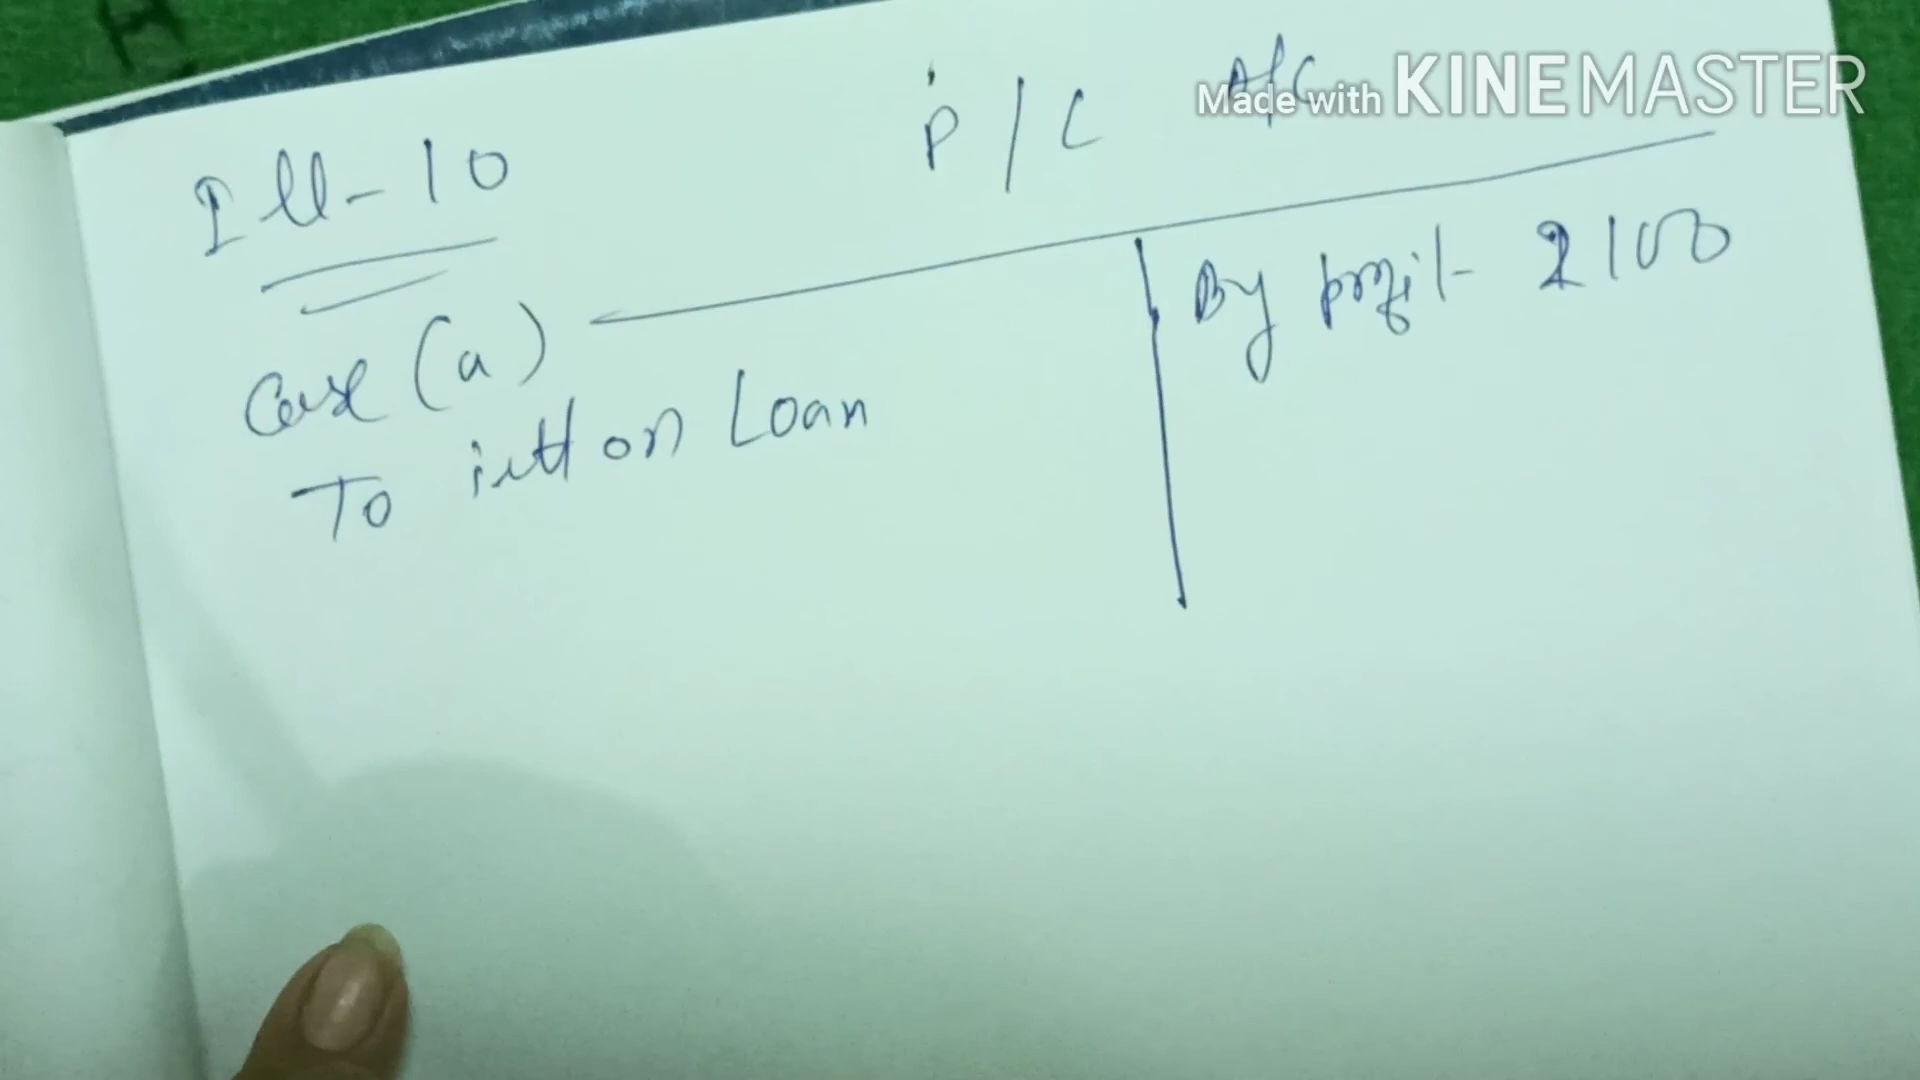 Ill-10
P/C A/C
Made with KINEMASTER
Case (a)
By profit 2100
To intt on Loan
H